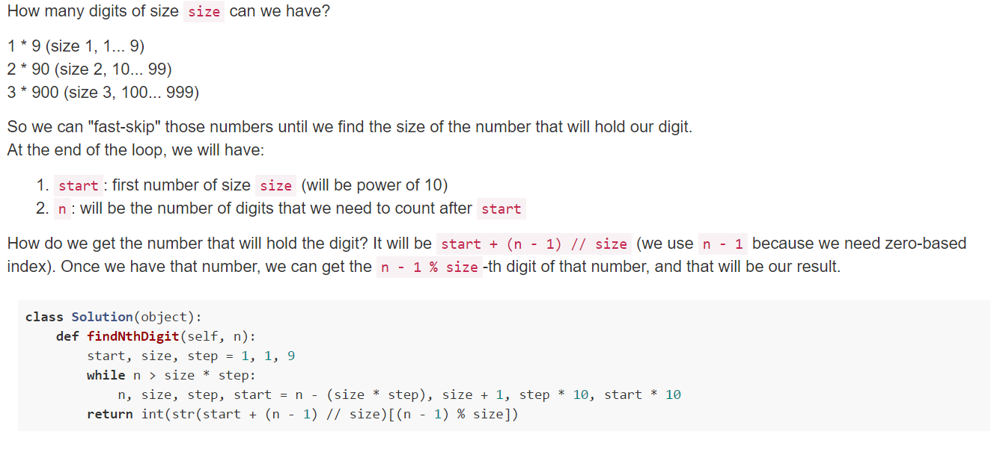 How many digits of size size can we have?
1 * 9 (size 1, 1... 9)
2 * 90 (size 2, 10... 99)
3 * 900 (size 3, 100... 999)
So we can "fast-skip" those numbers until we find the size of the number that will hold our digit.
At the end of the loop, we will have:
1. start: first number of size size (will be power of 10)
2. n: will be the number of digits that we need to count after start
How do we get the number that will hold the digit? It will be start + (n - 1) // size (we use n - 1 because we need zero-based
index). Once we have that number, we can get the n - 1 % size-th digit of that number, and that will be our result.
class Solution(object):
    def findNthDigit(self, n):
        start, size, step = 1, 1, 9
        while n > size * step:
            n, size, step, start = n - (size * step), size + 1, step * 10, start * 10
        return int(str(start + (n - 1) // size)[(n - 1) % size])